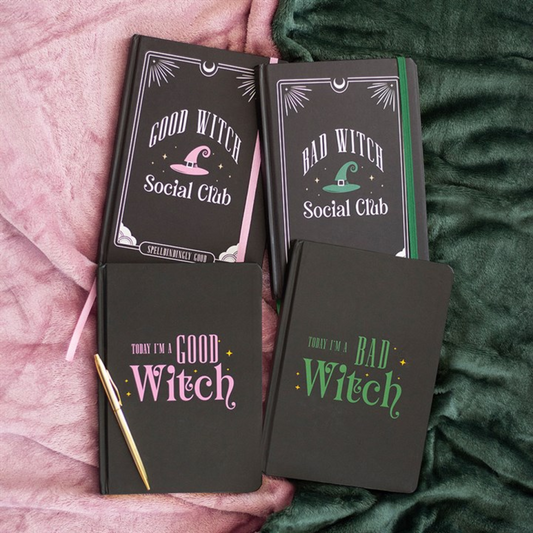 GOOD WITCH
Social Club
SPELLBINDINGLY GOOD
BAD WITCH
Social Club
TODAY I'M A GOOD
Witch
TODAY I'M A BAD
Witch